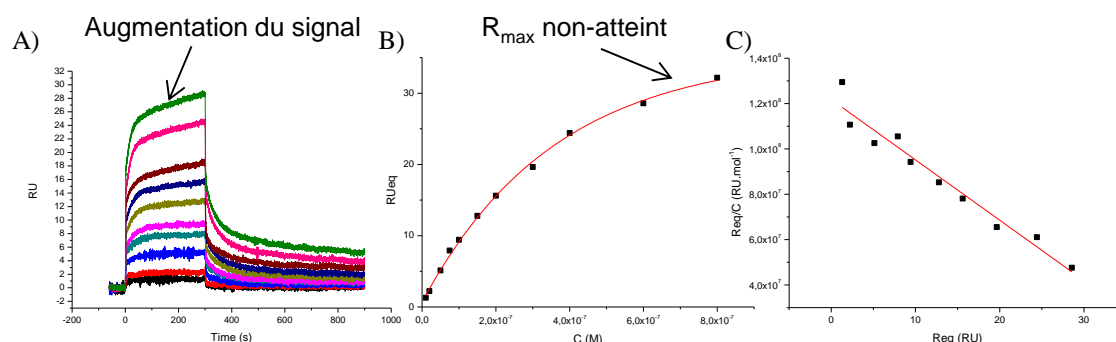 Augmentation du signal
R_max non-atteint
A)
B)
C)
RU
32
30
28
26
24
22
20
18
16
14
12
10
8
6
4
2
0
-2
-200 0 200 400 600 800 1000
Time (s)
RUeq
30
20
10
0
0,0 2,0x10⁻⁷ 4,0x10⁻⁷ 6,0x10⁻⁷ 8,0x10⁻⁷
C (M)
Req/C (RU.mol⁻¹)
1,4x10⁸
1,2x10⁸
1,0x10⁸
8,0x10⁷
6,0x10⁷
4,0x10⁷
0 10 20 30
Req (RU)